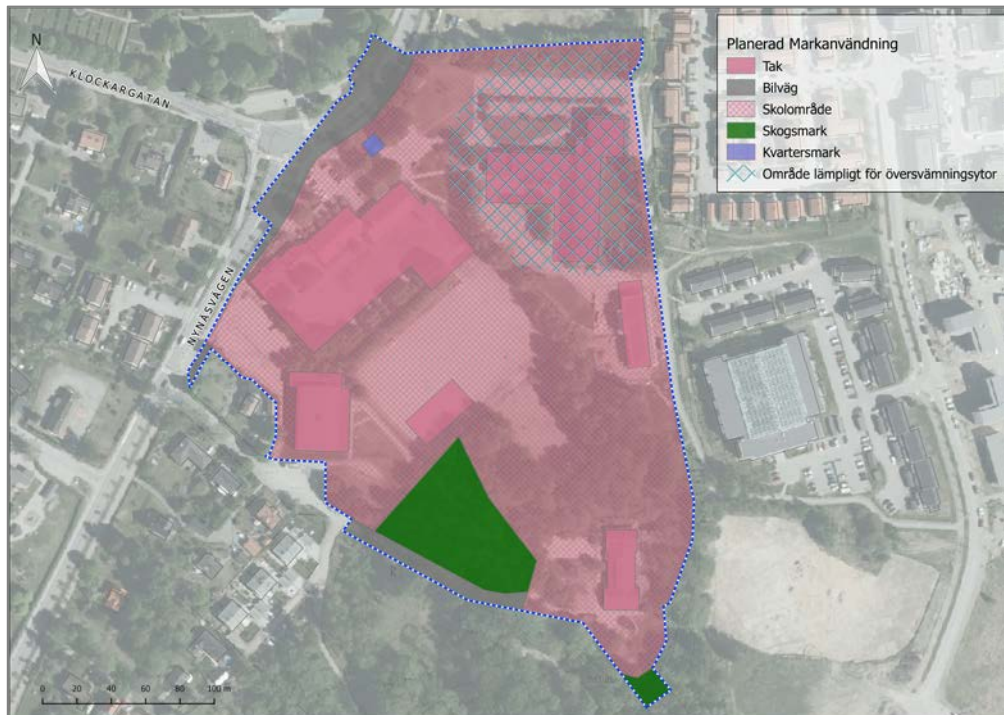 N
KLOCKARGATAN
NYNÄSVÄGEN
Planerad Markanvändning
Tak
Bilväg
Skolområde
Skogsmark
Kvartersmark
Område lämpligt för översvämningsytor
0 20 40 60 80 100 m